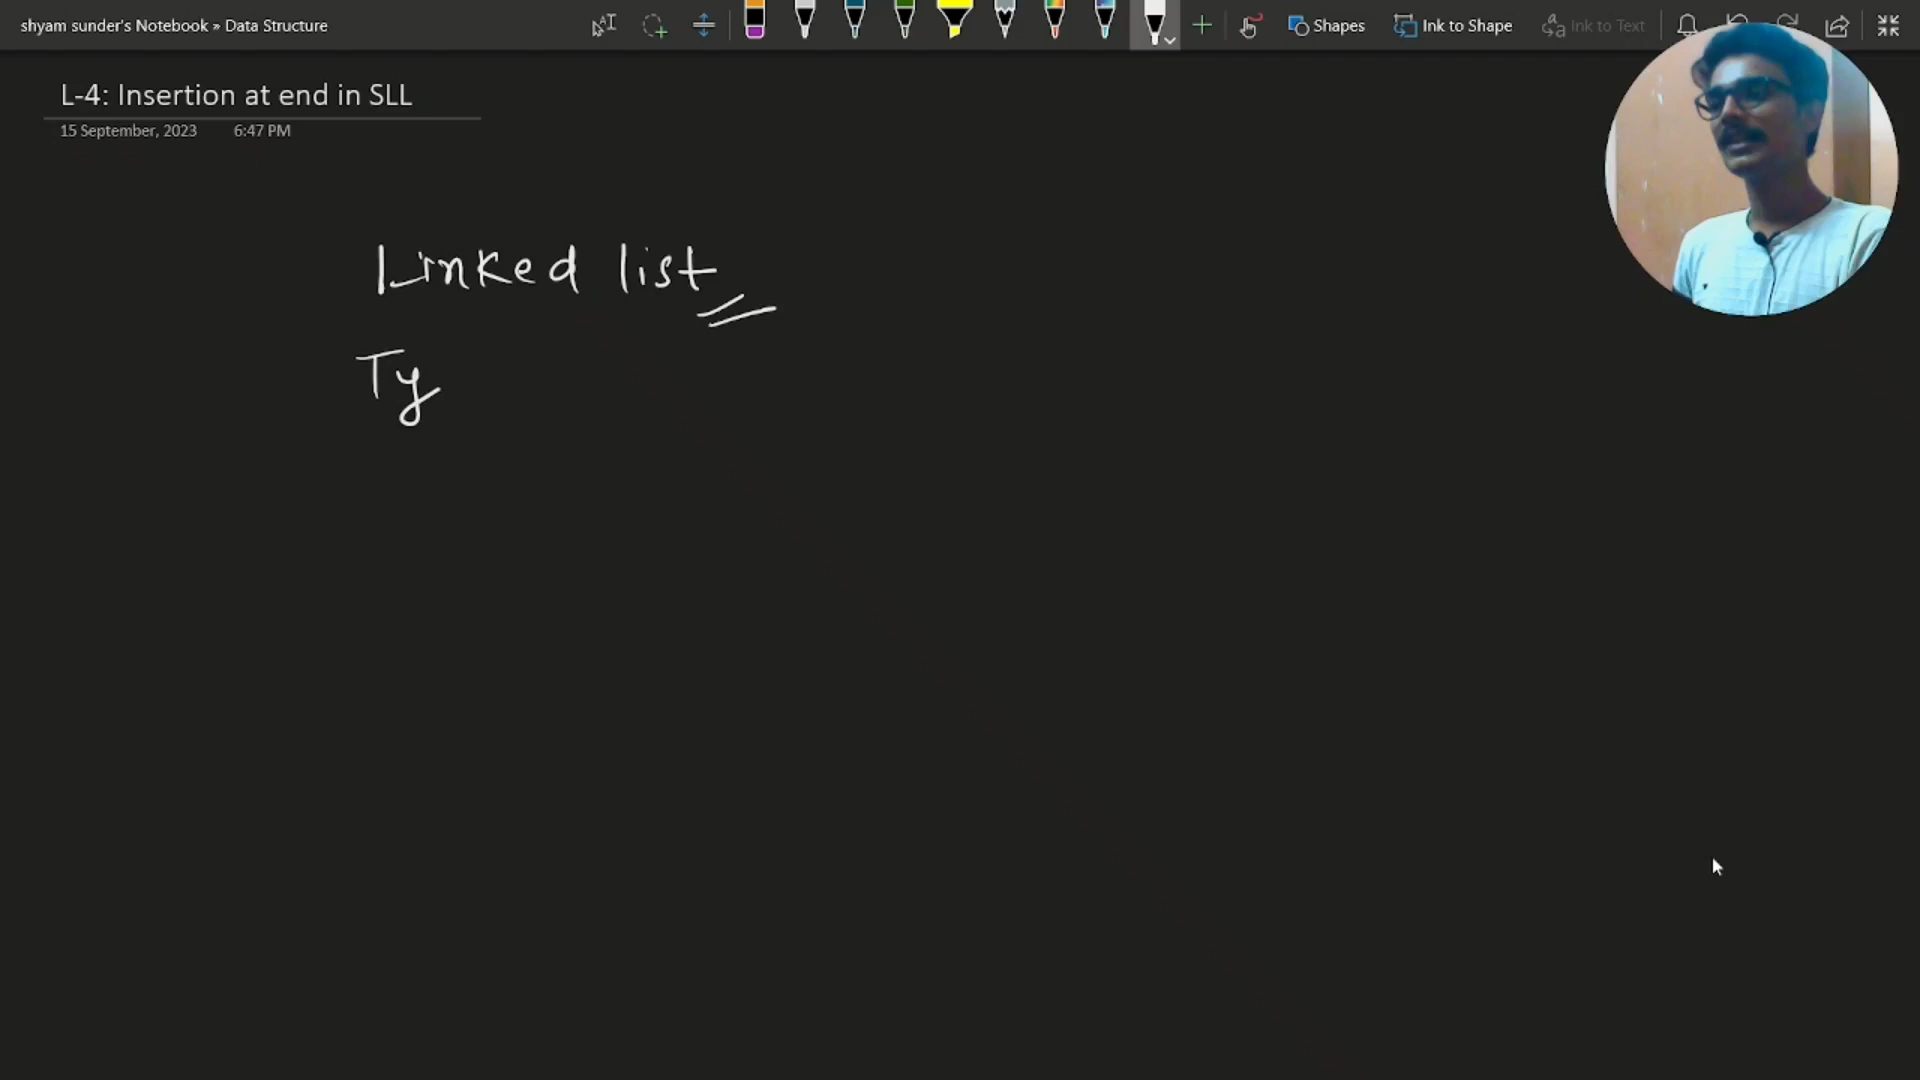 shyam sunder's Notebook » Data Structure
Shapes
Ink to Shape
Ink to Text
L-4: Insertion at end in SLL
15 September, 2023 6:47 PM
Linked list
Ty